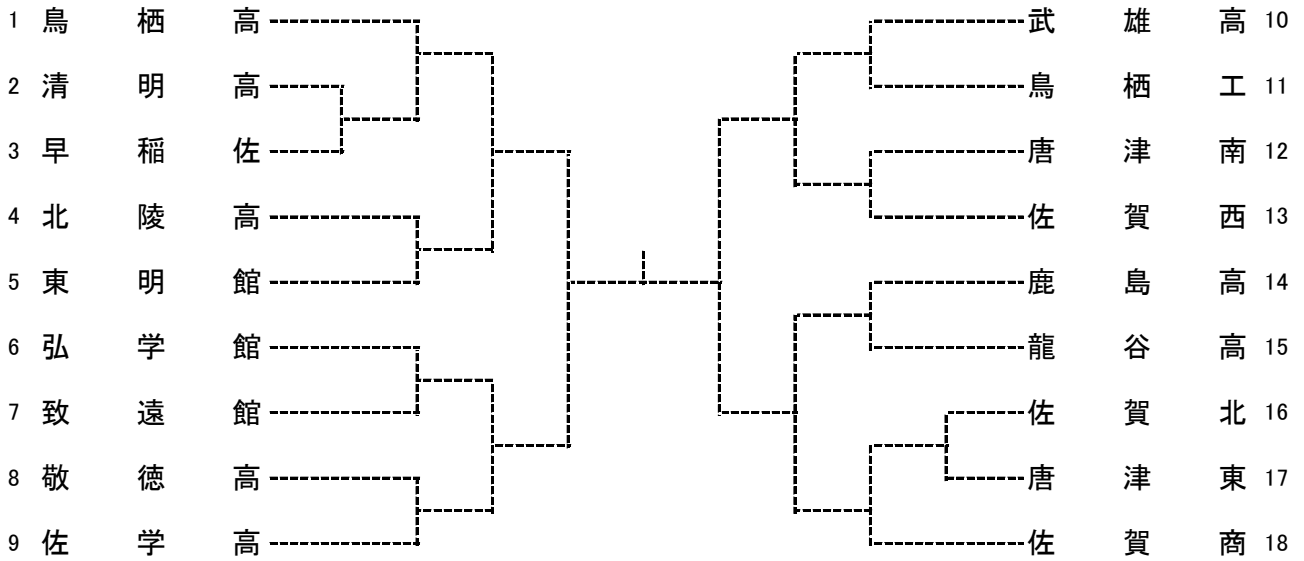 1 鳥栖高
2 清明高
3 早稲佐
4 北陵高
5 東明館
6 弘学館
7 致遠館
8 敬徳高
9 佐学高
武雄高 10
鳥栖工 11
唐津南 12
佐賀西 13
鹿島高 14
龍谷高 15
佐賀北 16
唐津東 17
佐賀商 18